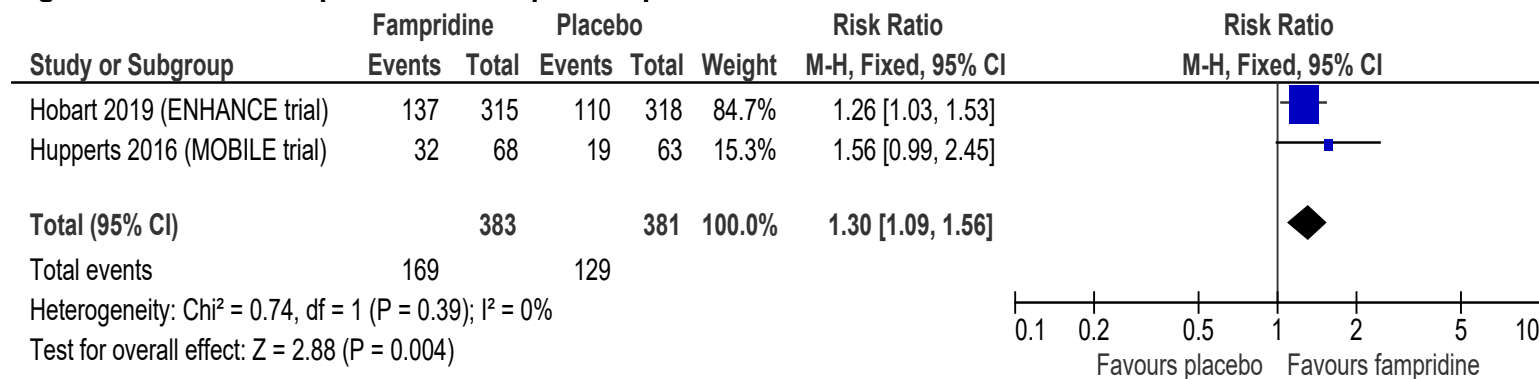 Fampridine Placebo Risk Ratio Risk Ratio
Study or Subgroup Events Total Events Total Weight M-H, Fixed, 95% CI M-H, Fixed, 95% CI
Hobart 2019 (ENHANCE trial) 137 315 110 318 84.7% 1.26 [1.03, 1.53]
Hupperts 2016 (MOBILE trial) 32 68 19 63 15.3% 1.56 [0.99, 2.45]
Total (95% CI) 383 381 100.0% 1.30 [1.09, 1.56]
Total events 169 129
Heterogeneity: Chi² = 0.74, df = 1 (P = 0.39); I² = 0%
Test for overall effect: Z = 2.88 (P = 0.004)
0.1 0.2 0.5 1 2 5 10
Favours placebo Favours fampridine